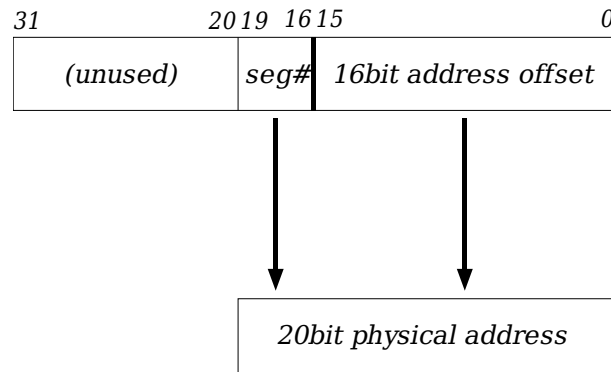 31 20 19 16 15 0
(unused) seg# 16bit address offset
20bit physical address